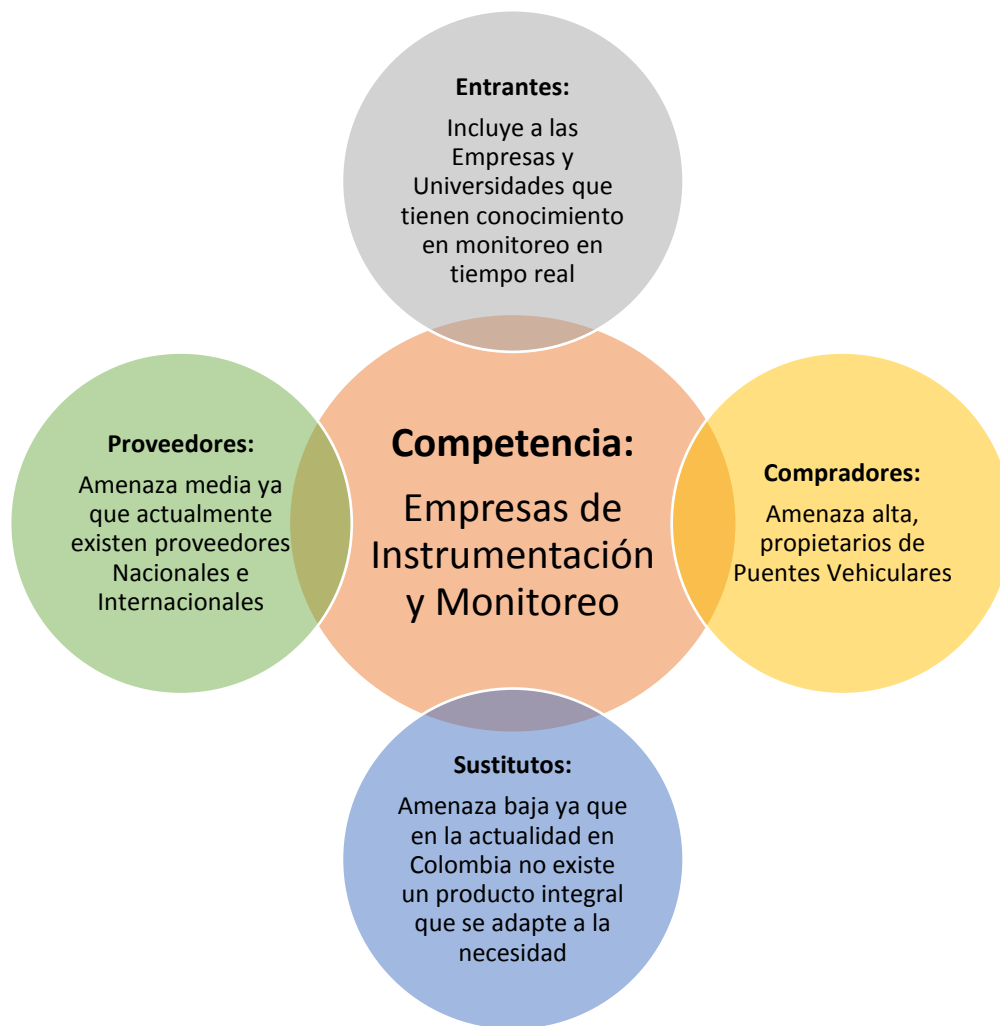 Entrantes:
Incluye a las
Empresas y
Universidades que
tienen conocimiento
en monitoreo en
tiempo real
Proveedores:
Amenaza media ya
que actualmente
existen proveedores
Nacionales e
Internacionales
Competencia:
Empresas de
Instrumentación
y Monitoreo
Compradores:
Amenaza alta,
propietarios de
Puentes Vehiculares
Sustitutos:
Amenaza baja ya que
en la actualidad en
Colombia no existe
un producto integral
que se adapte a la
necesidad